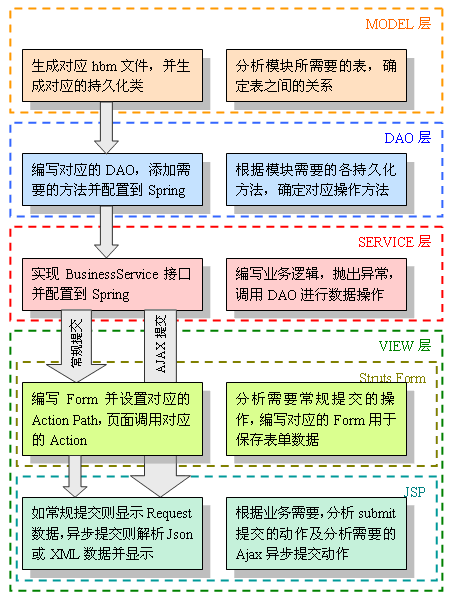 MODEL 层
生成对应 hbm 文件，并生
成对应的持久化类
分析模块所需要的表，确
定表之间的关系
DAO 层
编写对应的 DAO，添加需
要的方法并配置到 Spring
根据模块需要的各持久化
方法，确定对应操作方法
SERVICE 层
实现 BusinessService 接口
并配置到 Spring
编写业务逻辑，抛出异常，
调用 DAO 进行数据操作
常规提交
AJAX 提交
VIEW 层
Struts Form
编写 Form 并设置对应的
Action Path，页面调用对应
的 Action
分析需要常规提交的操
作，编写对应的 Form 用于
保存表单数据
JSP
如常规提交则显示 Request
数据，异步提交则解析 Json
或 XML 数据并显示
根据业务需要，分析 submit
提交的动作及分析需要的
Ajax 异步提交动作